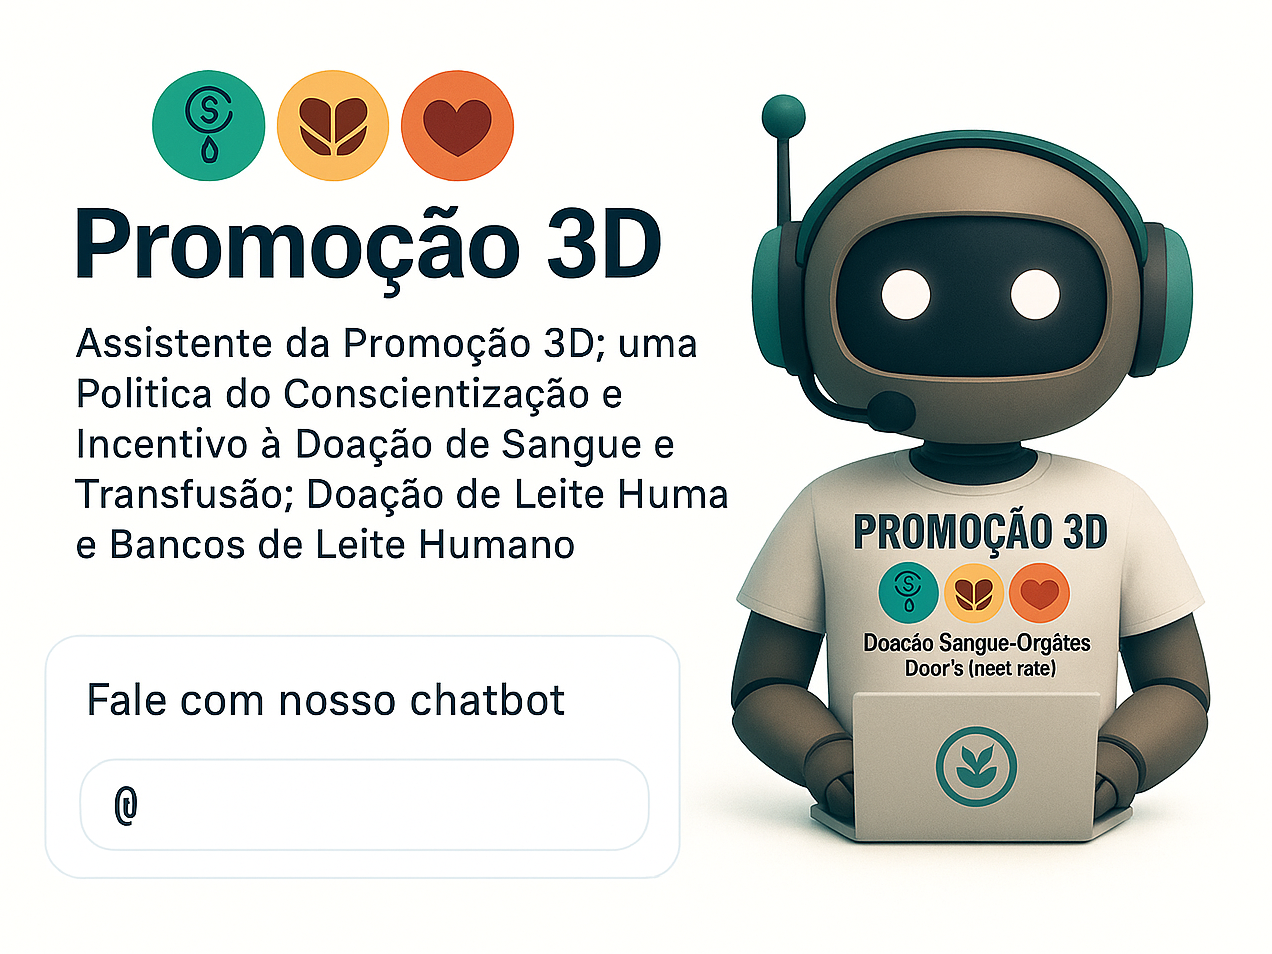 Promoção 3D
Assistente da Promoção 3D; uma
Politica do Conscientização e
Incentivo à Doação de Sangue e
Transfusão; Doação de Leite Huma
e Bancos de Leite Humano
Fale com nosso chatbot
@
PROMOÇÃO 3D
S
Doacáo Sangue-Orgâtes
Door's (neet rate)